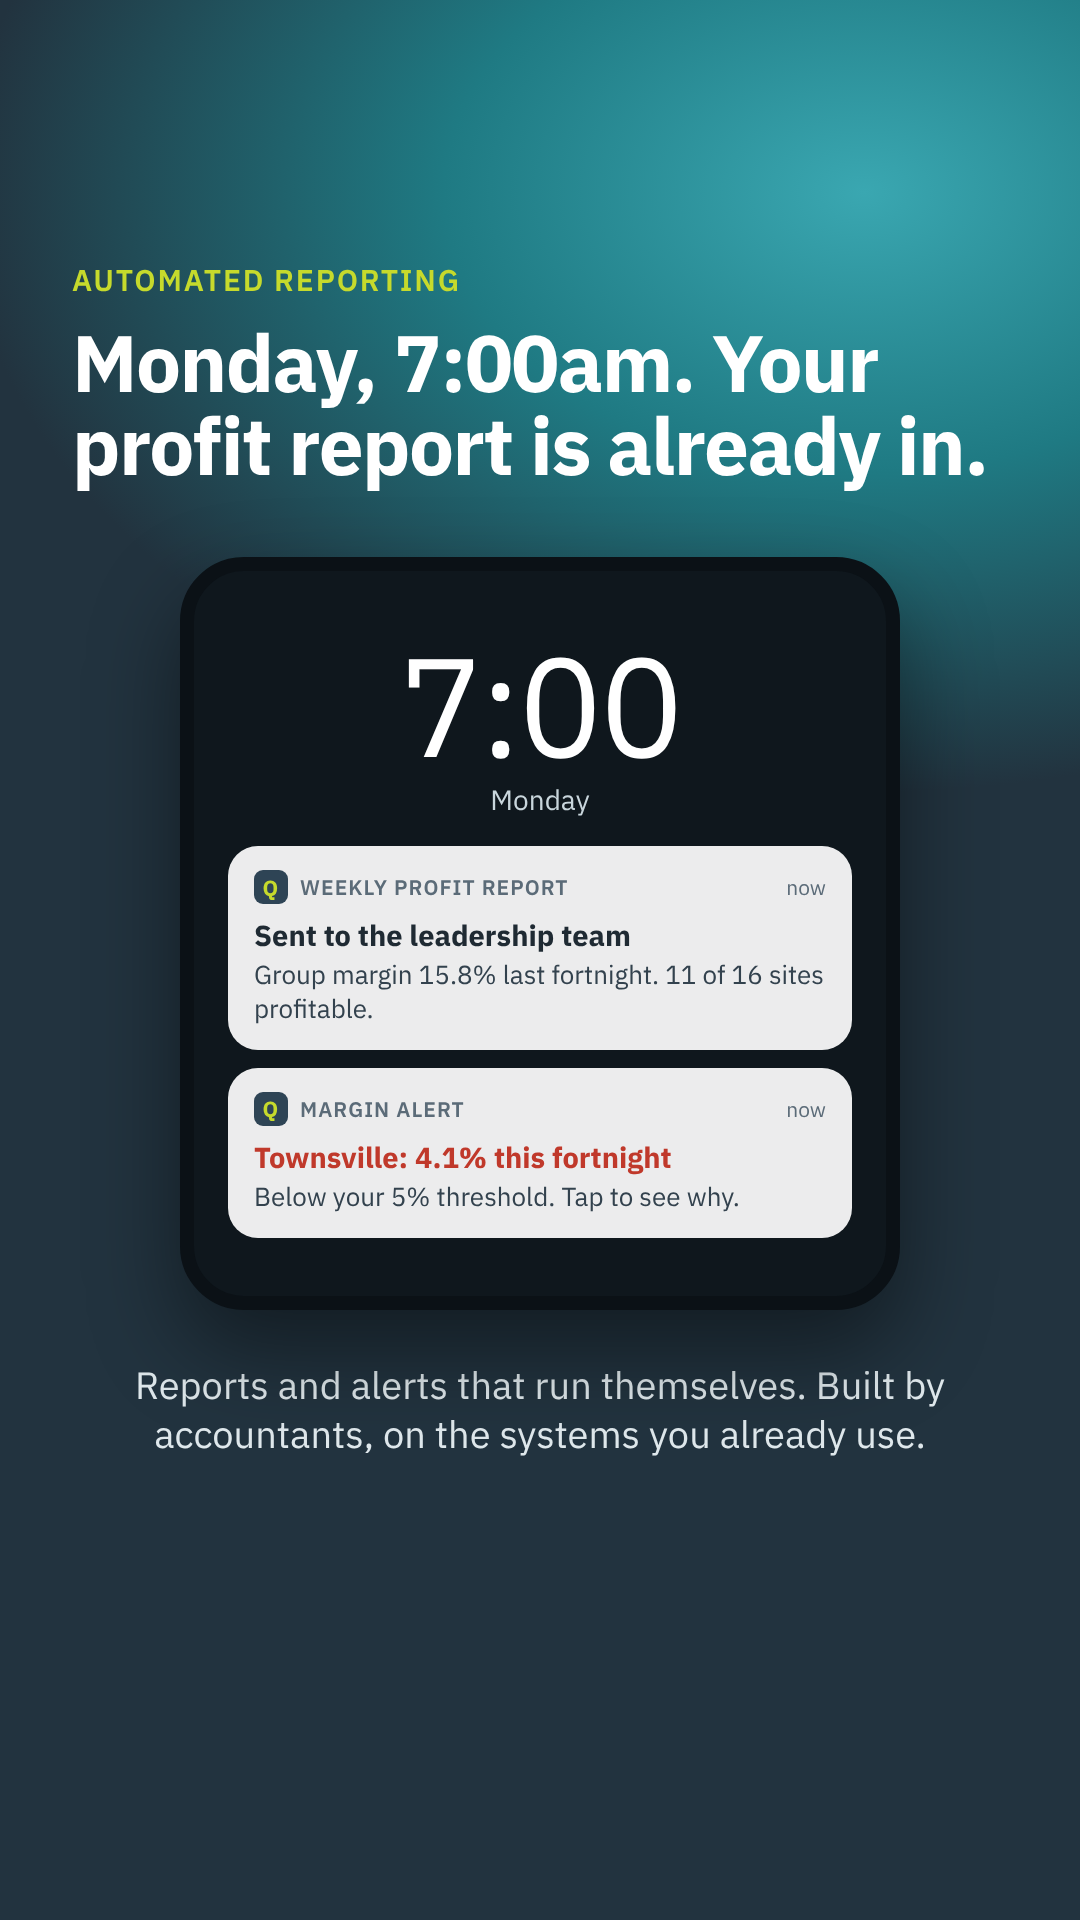 AUTOMATED REPORTING
Monday, 7:00am. Your
profit report is already in.
7:00
Monday
Q WEEKLY PROFIT REPORT now
Sent to the leadership team
Group margin 15.8% last fortnight. 11 of 16 sites
profitable.
Q MARGIN ALERT now
Townsville: 4.1% this fortnight
Below your 5% threshold. Tap to see why.
Reports and alerts that run themselves. Built by
accountants, on the systems you already use.